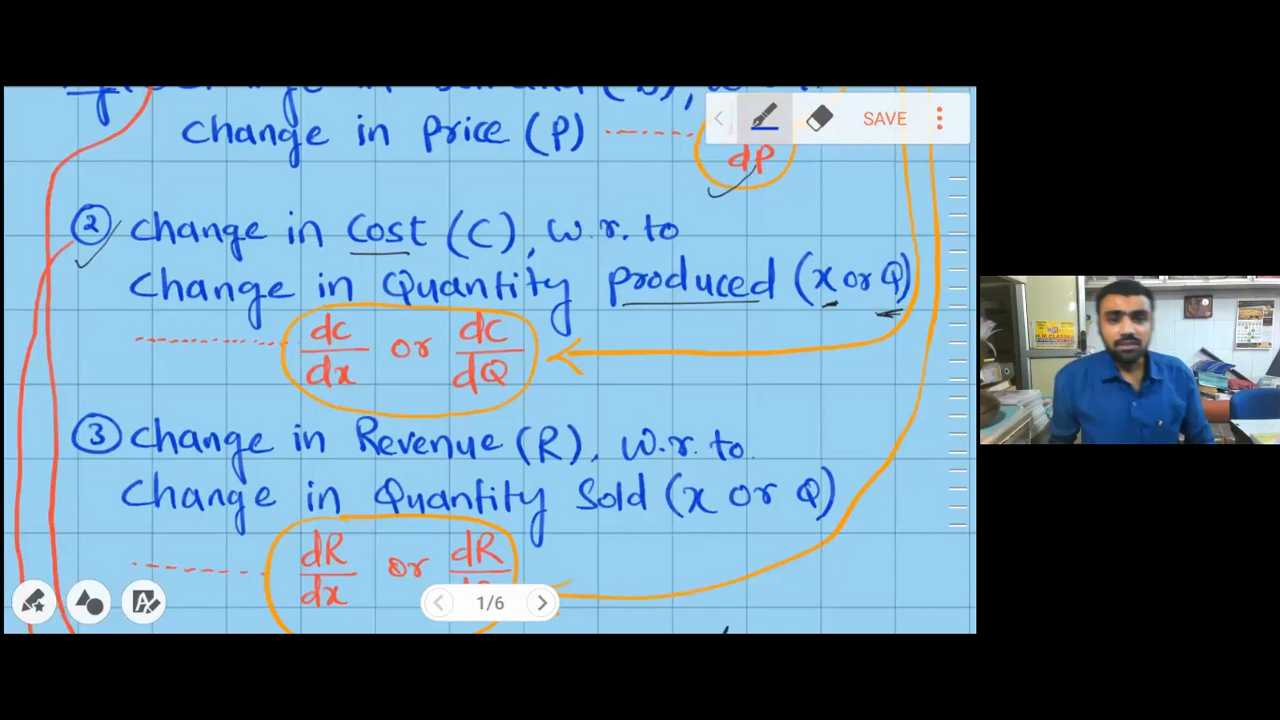 change in Price (P)
SAVE
dP
② change in Cost (C), w.r. to
Change in Quantity produced (x or Q)
dC/dx or dC/dQ
③ change in Revenue (R), w.r. to
Change in Quantity Sold (x or Q)
dR/dx or dR
1/6
H.M.CLASSES